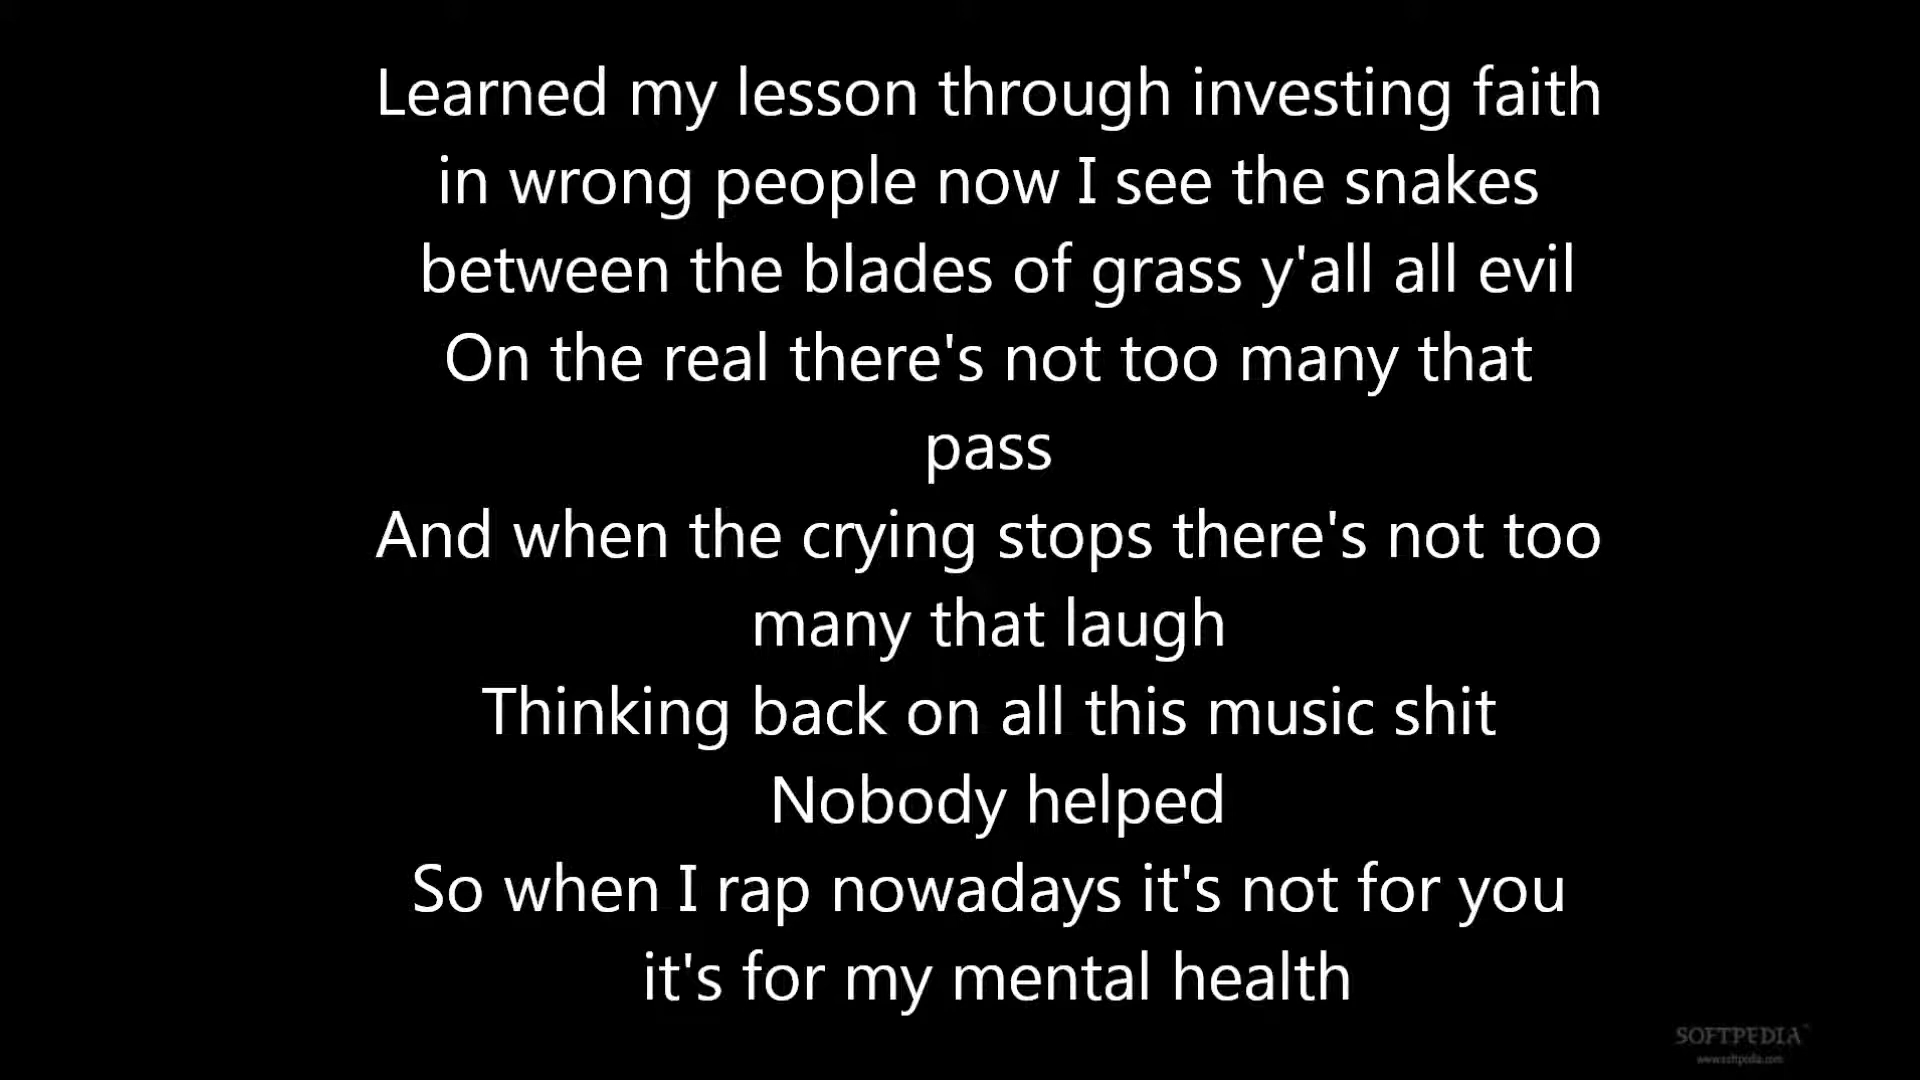 Learned my lesson through investing faith
in wrong people now I see the snakes
between the blades of grass y'all all evil
On the real there's not too many that
pass
And when the crying stops there's not too
many that laugh
Thinking back on all this music shit
Nobody helped
So when I rap nowadays it's not for you
it's for my mental health
SOFTPEDIA™
www.softpedia.com